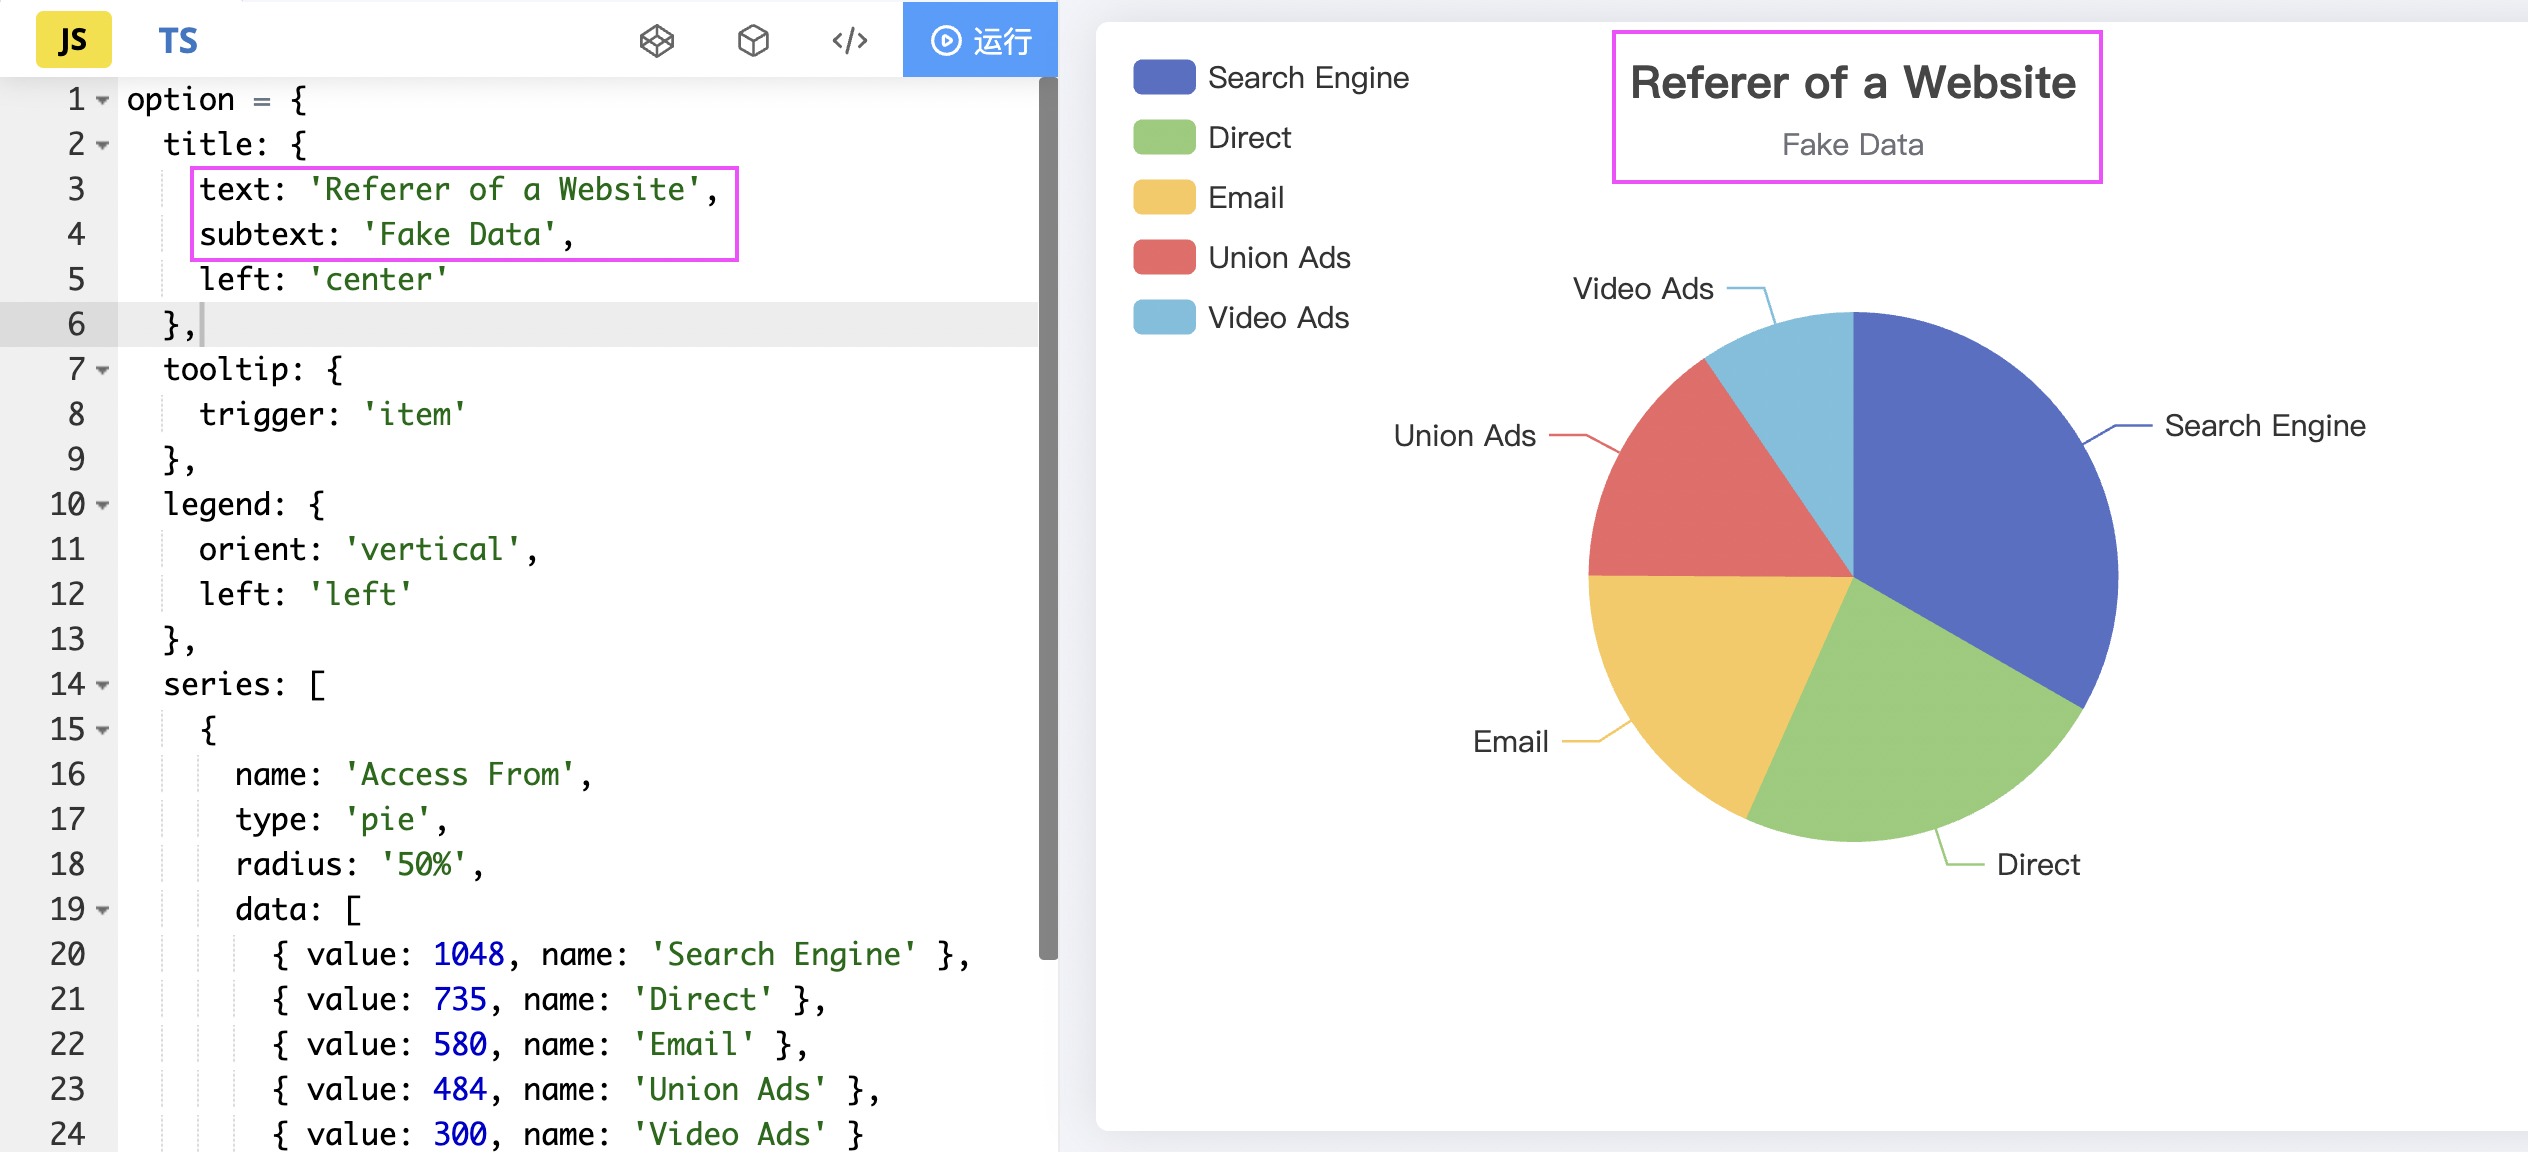 JS TS </> 运行
1 option = {
2 title: {
3 text: 'Referer of a Website',
4 subtext: 'Fake Data',
5 left: 'center'
6 },
7 tooltip: {
8 trigger: 'item'
9 },
10 legend: {
11 orient: 'vertical',
12 left: 'left'
13 },
14 series: [
15 {
16 name: 'Access From',
17 type: 'pie',
18 radius: '50%',
19 data: [
20 { value: 1048, name: 'Search Engine' },
21 { value: 735, name: 'Direct' },
22 { value: 580, name: 'Email' },
23 { value: 484, name: 'Union Ads' },
24 { value: 300, name: 'Video Ads' }
Search Engine
Direct
Email
Union Ads
Video Ads
Referer of a Website
Fake Data
Video Ads
Search Engine
Union Ads
Email
Direct